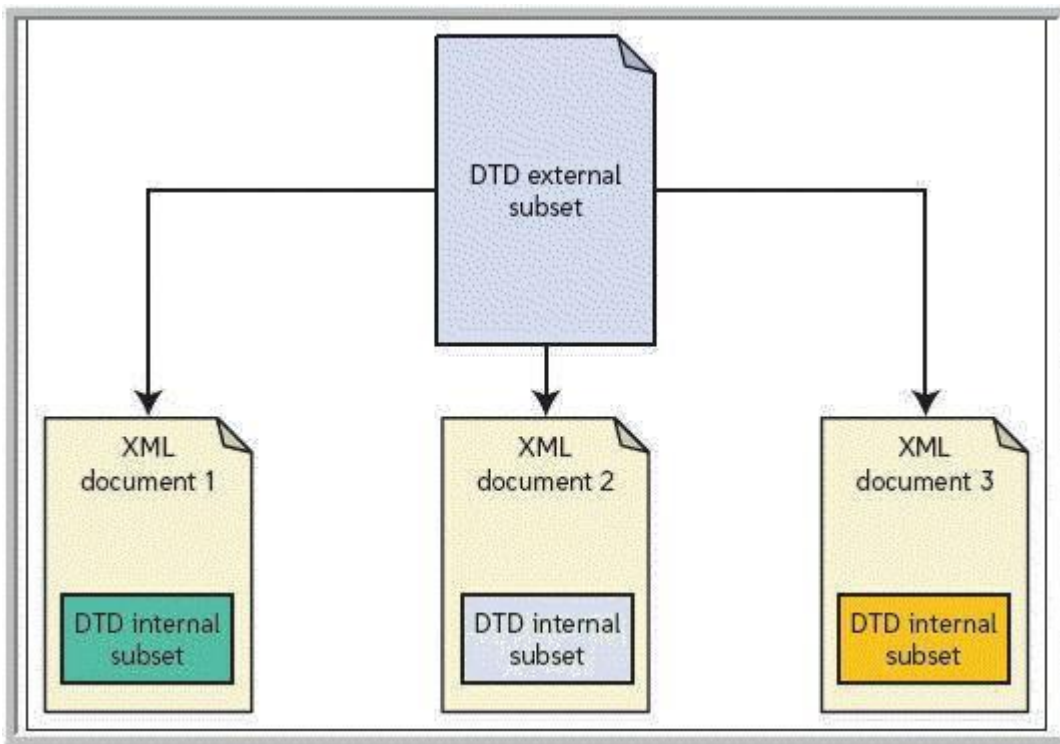 DTD external
subset
XML
document 1
DTD internal
subset
XML
document 2
DTD internal
subset
XML
document 3
DTD internal
subset